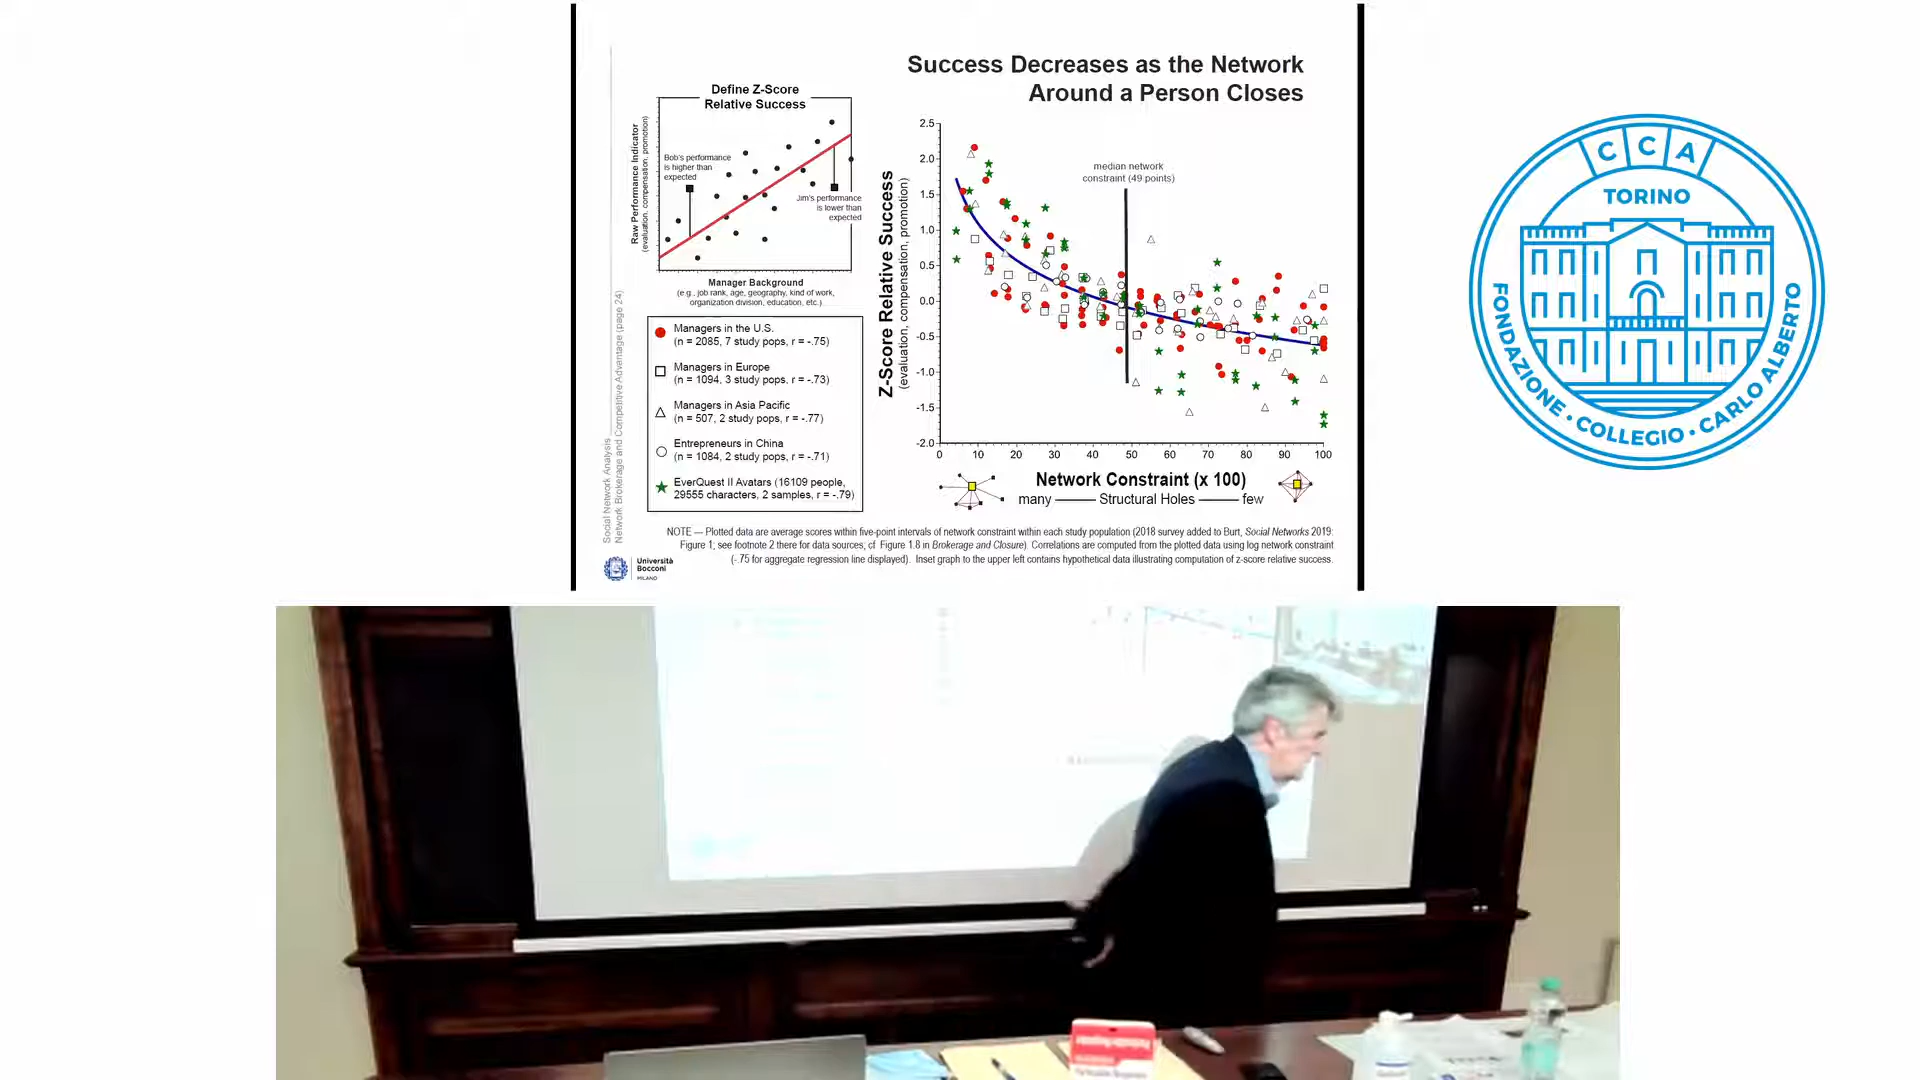 Success Decreases as the Network
Around a Person Closes
Define Z-Score
Relative Success
Raw Performance Indicator
(evaluation, compensation, promotion)
Bob's performance
is higher than
expected
Jim's performance
is lower than
expected
Manager Background
(e.g., job rank, age, geography, kind of work,
organization division, education, etc.)
Managers in the U.S.
(n = 2085, 7 study pops, r = -.75)
Managers in Europe
(n = 1094, 3 study pops, r = -.73)
Managers in Asia Pacific
(n = 507, 2 study pops, r = -.77)
Entrepreneurs in China
(n = 1084, 2 study pops, r = -.71)
EverQuest II Avatars (16109 people,
29555 characters, 2 samples, r = -.79)
Z-Score Relative Success
(evaluation, compensation, promotion)
2.5
2.0
1.5
1.0
0.5
0.0
-0.5
-1.0
-1.5
-2.0
median network
constraint (49 points)
0 10 20 30 40 50 60 70 80 90 100
Network Constraint (x 100)
many Structural Holes few
NOTE — Plotted data are average scores within five-point intervals of network constraint within each study population (2018 survey added to Burt, Social Networks 2019:
Figure 1; see footnote 2 there for data sources; cf. Figure 1.8 in Brokerage and Closure). Correlations are computed from the plotted data using log network constraint
(-.75 for aggregate regression line displayed). Inset graph to the upper left contains hypothetical data illustrating computation of z-score relative success.
Social Network Analysis
Network Brokerage and Competitive Advantage (page 24)
Università
Bocconi
MILANO
CCA
TORINO
FONDAZIONE • COLLEGIO • CARLO ALBERTO